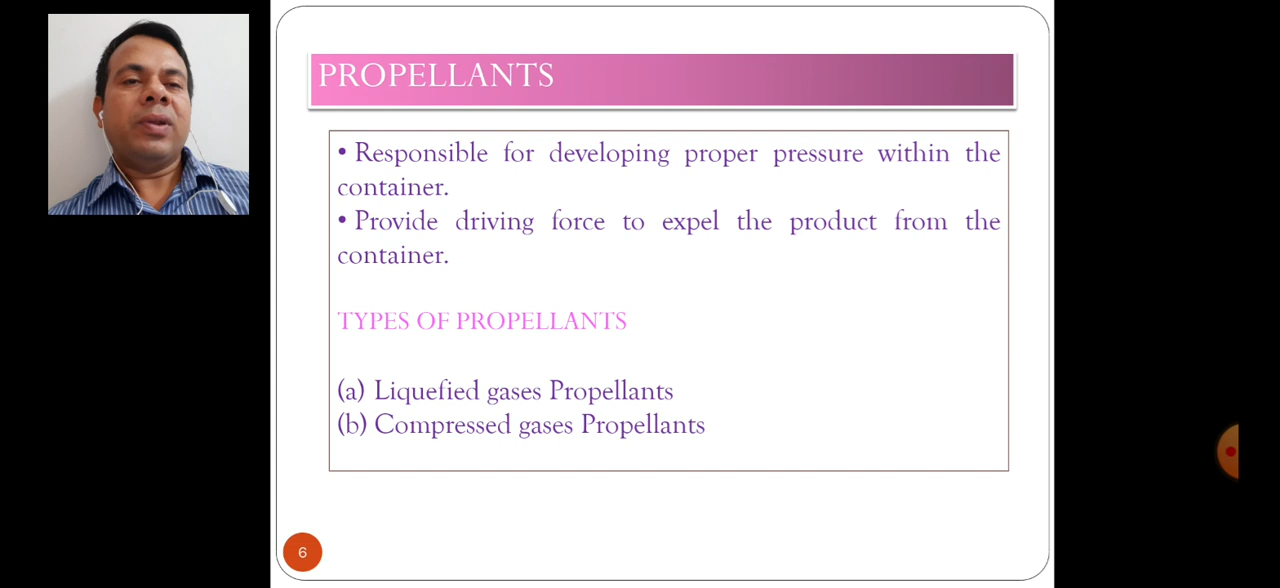 PROPELLANTS
• Responsible for developing proper pressure within the
container.
• Provide driving force to expel the product from the
container.
TYPES OF PROPELLANTS
(a) Liquefied gases Propellants
(b) Compressed gases Propellants
6